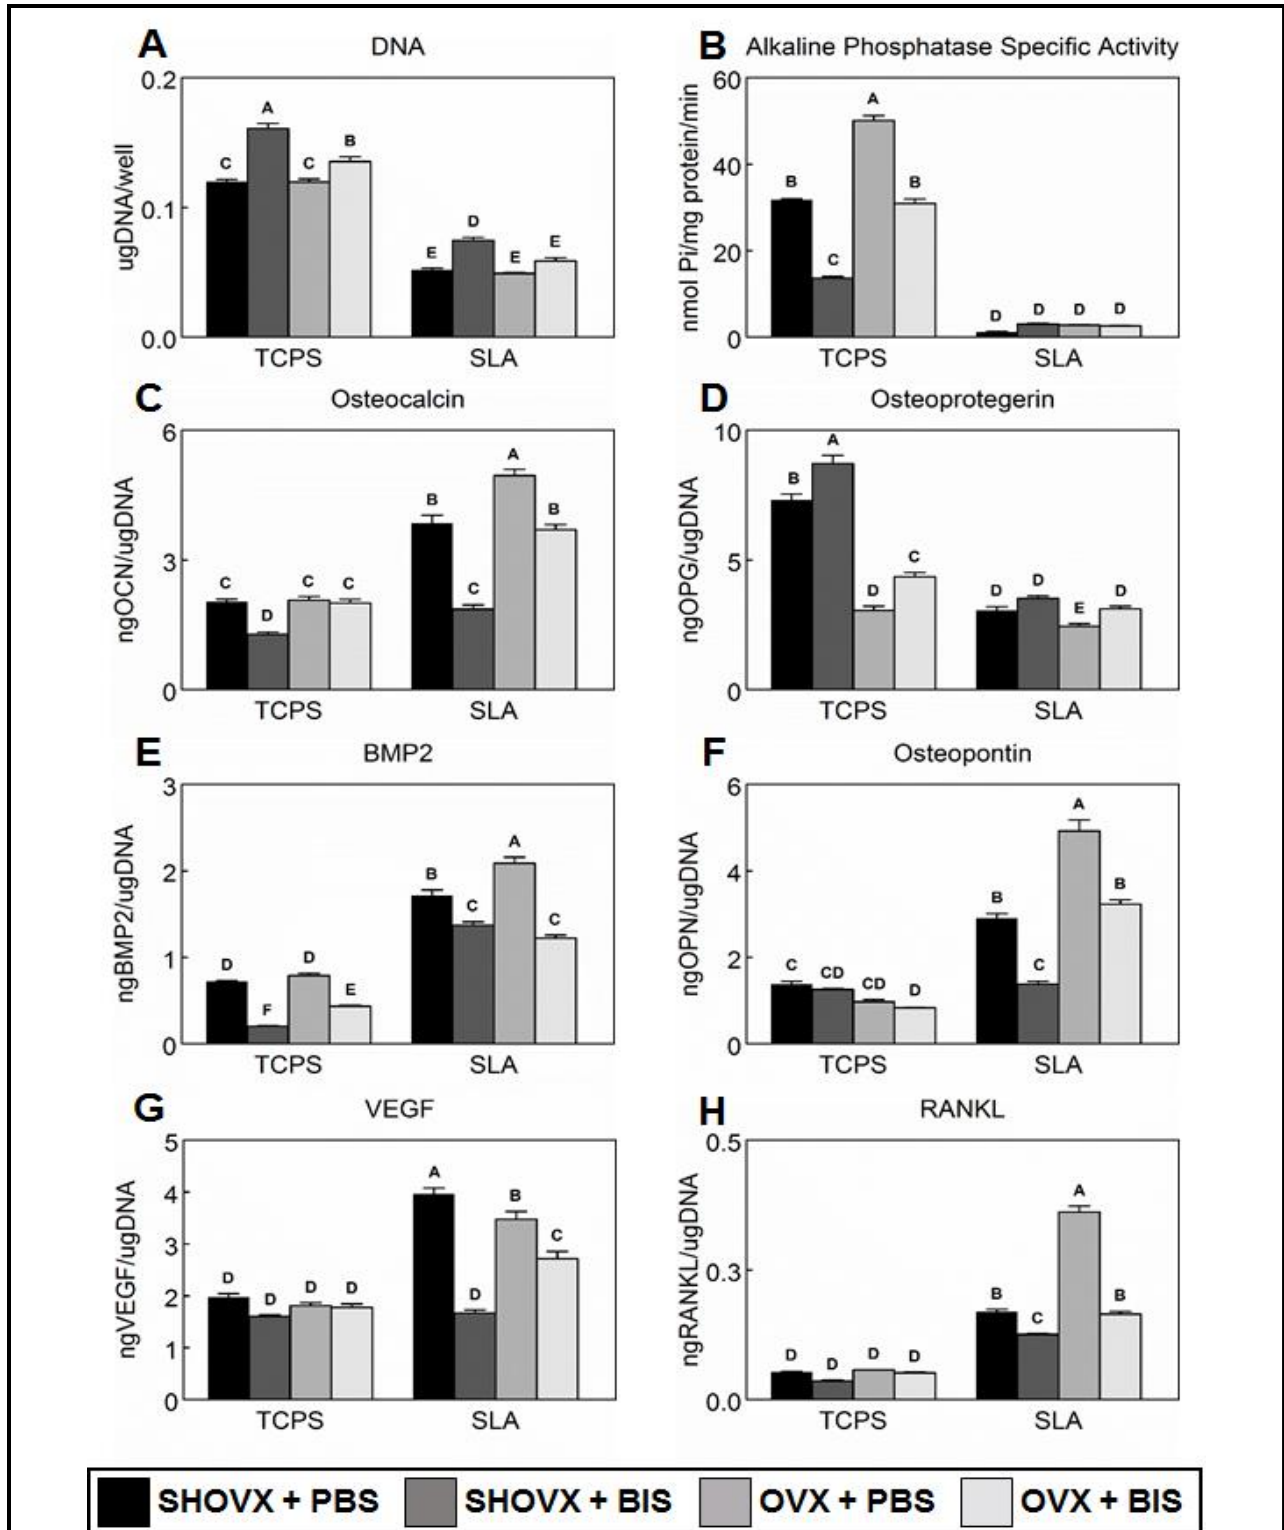 A DNA
ugDNA/well
0.2
0.1
0.0
C A C B
E D E E
TCPS SLA
B Alkaline Phosphatase Specific Activity
nmol Pi/mg protein/min
60
40
20
0
B C A B
D D D D
TCPS SLA
C Osteocalcin
ngOCN/ugDNA
6
3
0
C D C C
B C A B
TCPS SLA
D Osteoprotegerin
ngOPG/ugDNA
10
5
0
B A D C
D D E D
TCPS SLA
E BMP2
ngBMP2/ugDNA
3
2
1
0
D F D E
B C A C
TCPS SLA
F Osteopontin
ngOPN/ugDNA
6
4
2
0
C CD CD D
B C A B
TCPS SLA
G VEGF
ngVEGF/ugDNA
5
4
3
2
1
0
D D D D
A D B C
TCPS SLA
H RANKL
ngRANKL/ugDNA
0.5
0.3
0.0
D D D D
B C A B
TCPS SLA
SHOVX + PBS SHOVX + BIS OVX + PBS OVX + BIS